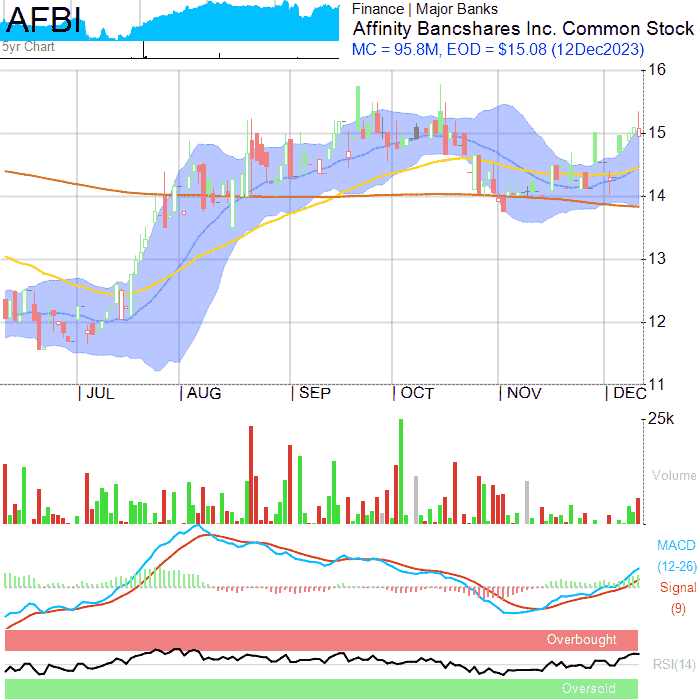 AFBI
5yr Chart
Finance | Major Banks
Affinity Bancshares Inc. Common Stock
MC = 95.8M, EOD = $15.08 (12Dec2023)
16
15
14
13
12
11
JUL AUG SEP OCT NOV DEC
25k
Volume
MACD
(12-26)
Signal
(9)
Overbought
RSI(14)
Oversold